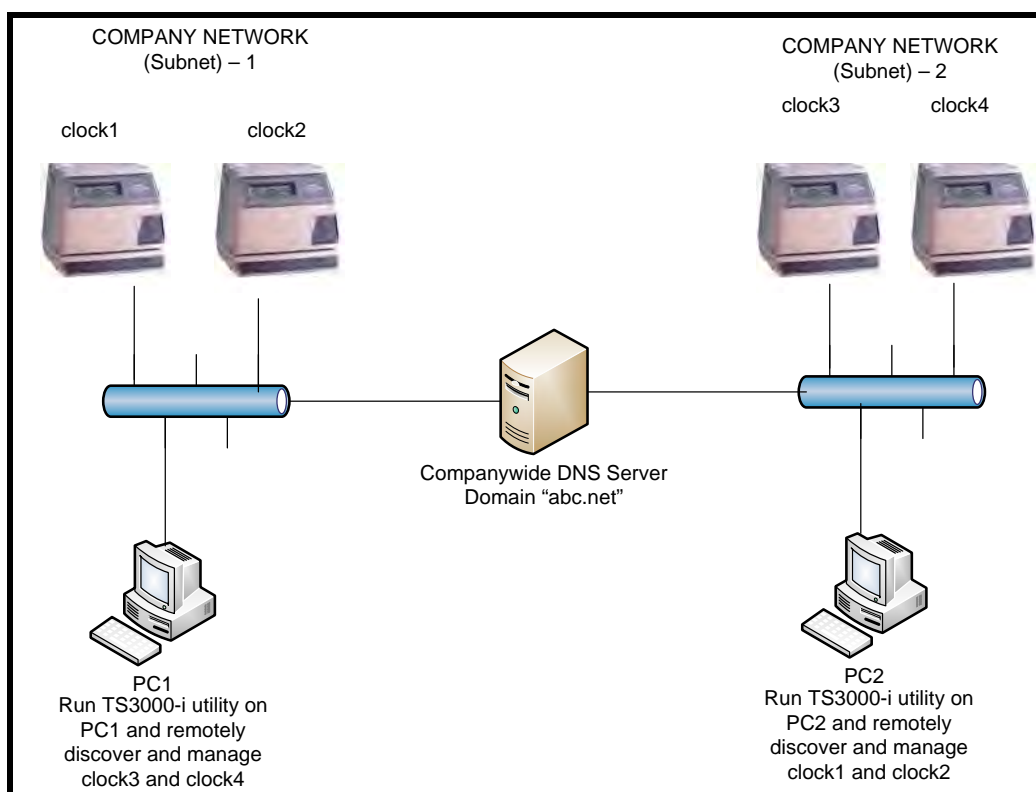 COMPANY NETWORK
(Subnet) – 1
COMPANY NETWORK
(Subnet) – 2
clock1
clock2
clock3
clock4
Companywide DNS Server
Domain “abc.net”
PC1
Run TS3000-i utility on
PC1 and remotely
discover and manage
clock3 and clock4
PC2
Run TS3000-i utility on
PC2 and remotely
discover and manage
clock1 and clock2